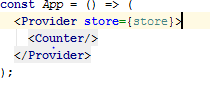 const App = () => (
  <Provider store={store}>
    <Counter/>
  </Provider>
);